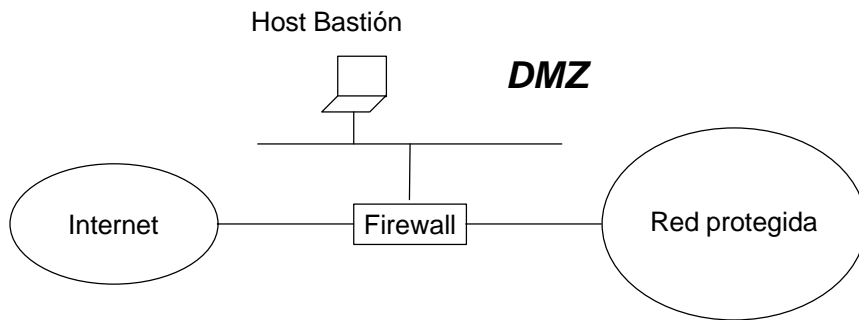 Host Bastión
DMZ
Internet
Firewall
Red protegida